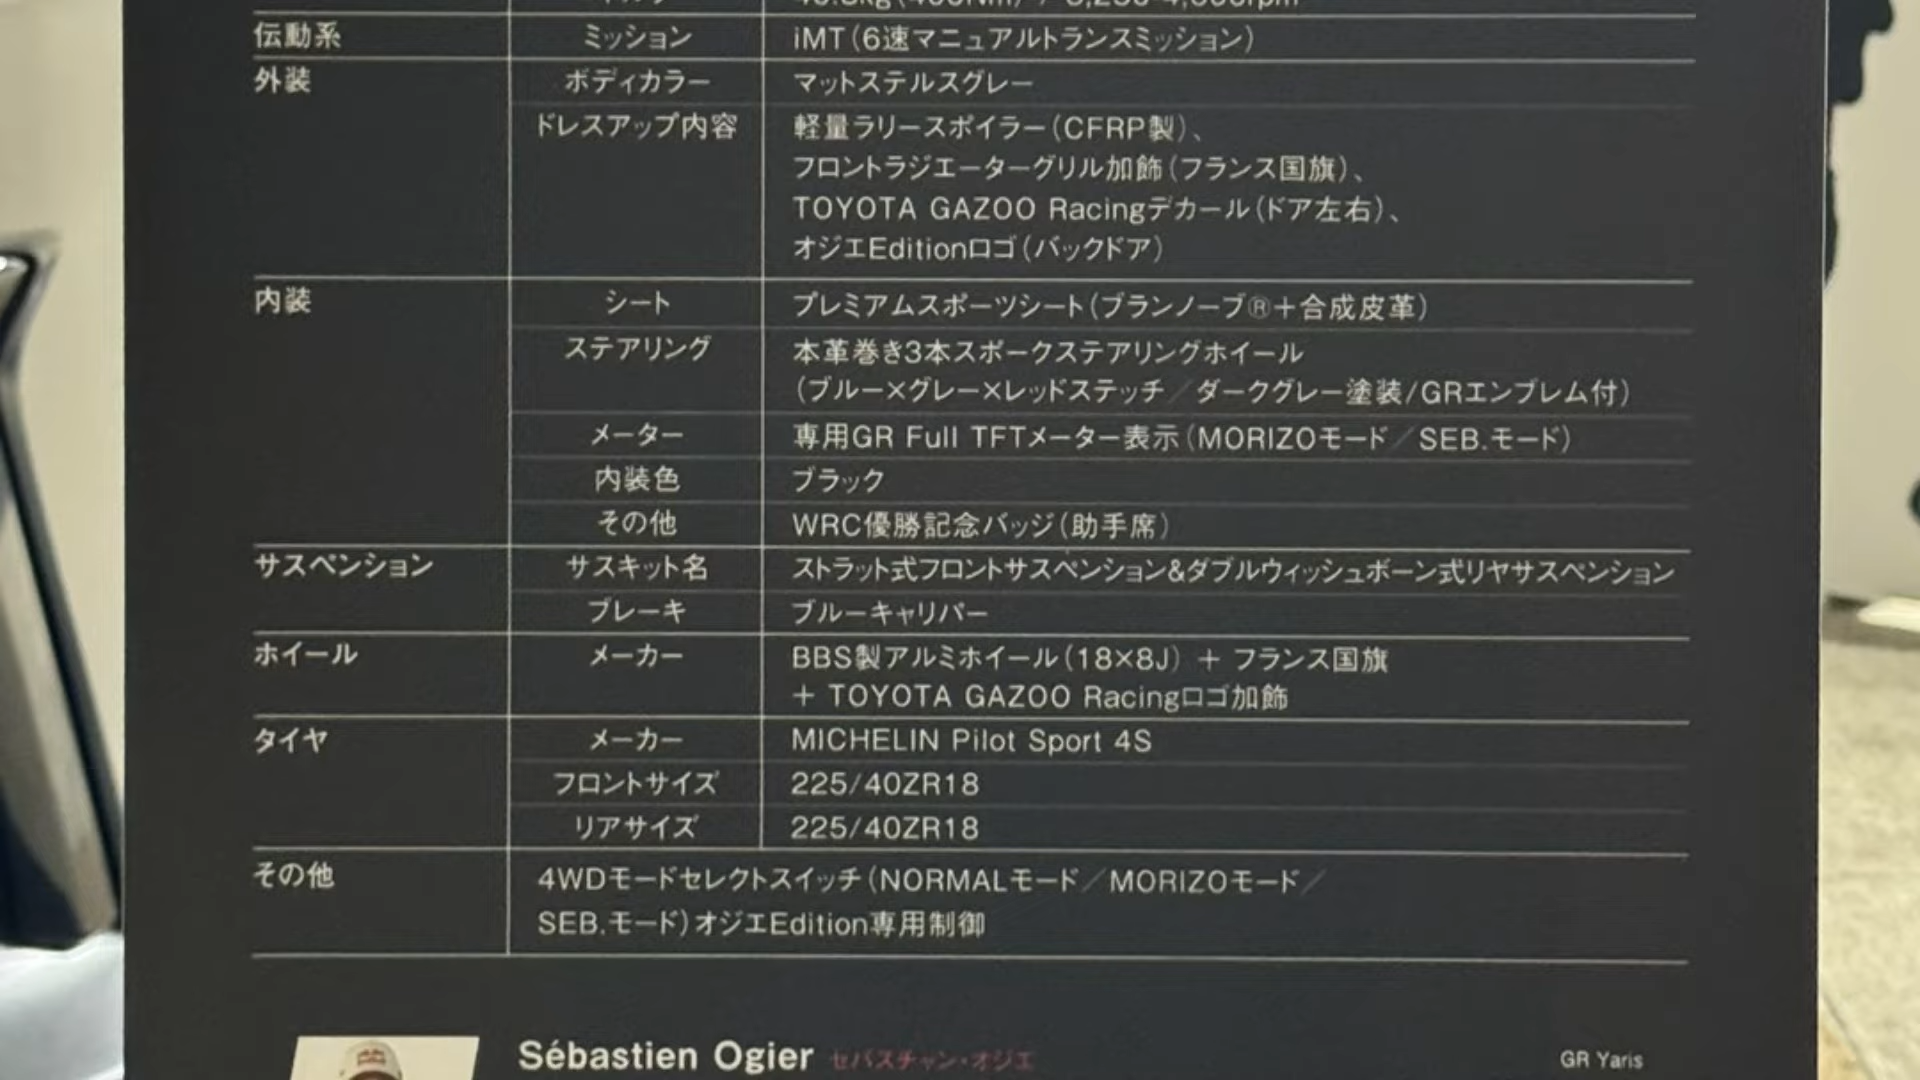 伝動系 ミッション iMT(6速マニュアルトランスミッション)
外装 ボディカラー マットステルスグレー
ドレスアップ内容 軽量ラリースポイラー(CFRP製)、
フロントラジエーターグリル加飾(フランス国旗)、
TOYOTA GAZOO Racingデカール(ドア左右)、
オジエEditionロゴ(バックドア)
内装 シート プレミアムスポーツシート(ブランノーブ®+合成皮革)
ステアリング 本革巻き3本スポークステアリングホイール
(ブルー×グレー×レッドステッチ/ダークグレー塗装/GRエンブレム付)
メーター 専用GR Full TFTメーター表示(MORIZOモード/SEB.モード)
内装色 ブラック
その他 WRC優勝記念バッジ(助手席)
サスペンション サスキット名 ストラット式フロントサスペンション&ダブルウィッシュボーン式リヤサスペンション
ブレーキ ブルーキャリパー
ホイール メーカー BBS製アルミホイール(18×8J) + フランス国旗
+ TOYOTA GAZOO Racingロゴ加飾
タイヤ メーカー MICHELIN Pilot Sport 4S
フロントサイズ 225/40ZR18
リアサイズ 225/40ZR18
その他 4WDモードセレクトスイッチ(NORMALモード/MORIZOモード/
SEB.モード)オジエEdition専用制御
Sébastien Ogier セバスチャン・オジエ GR Yaris